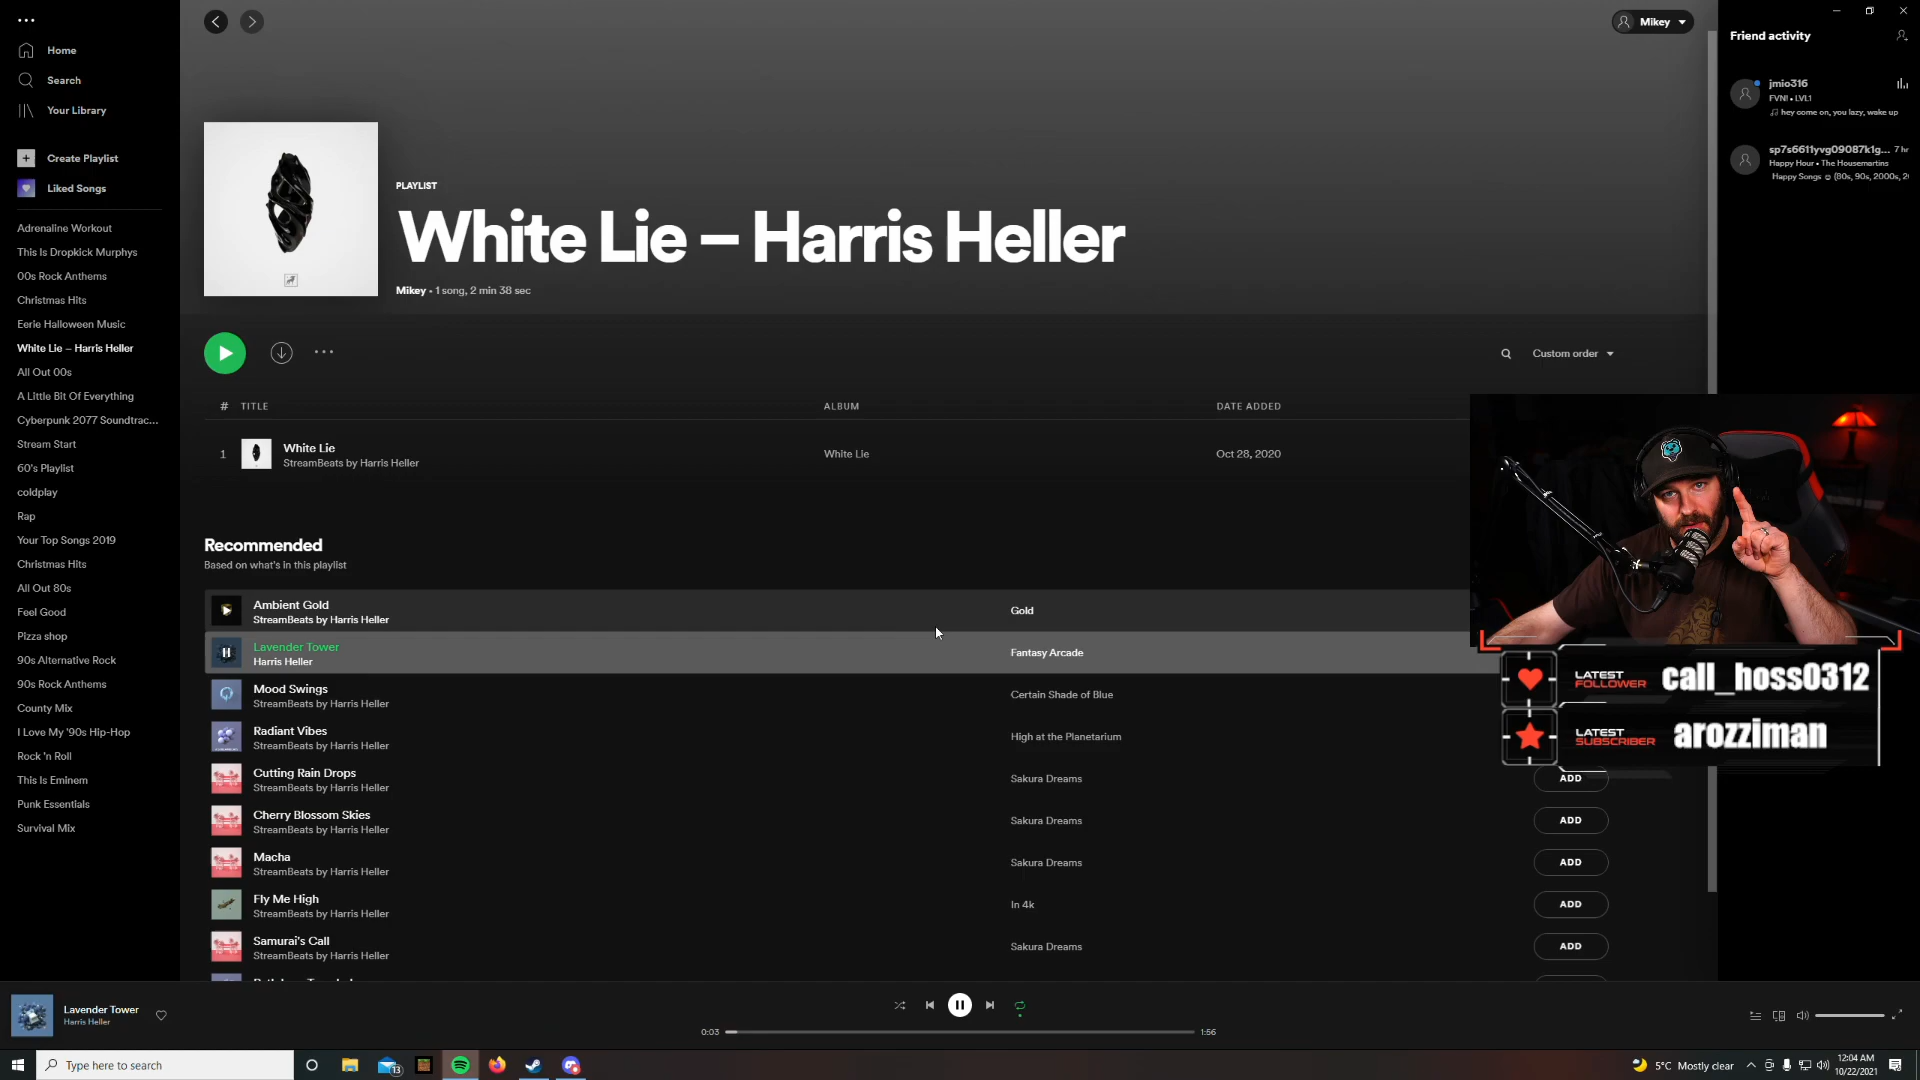 Home
Search
Your Library
Create Playlist
Liked Songs
Adrenaline Workout
This Is Dropkick Murphys
00s Rock Anthems
Christmas Hits
Eerie Halloween Music
White Lie – Harris Heller
All Out 00s
A Little Bit Of Everything
Cyberpunk 2077 Soundtrac...
Stream Start
60's Playlist
coldplay
Rap
Your Top Songs 2019
Christmas Hits
All Out 80s
Feel Good
Pizza shop
90s Alternative Rock
90s Rock Anthems
County Mix
I Love My '90s Hip-Hop
Rock 'n Roll
This Is Eminem
Punk Essentials
Survival Mix
Mikey
PLAYLIST
White Lie – Harris Heller
Mikey • 1 song, 2 min 38 sec
Custom order
# TITLE ALBUM DATE ADDED
1 White Lie White Lie Oct 28, 2020
StreamBeats by Harris Heller
Recommended
Based on what's in this playlist
Ambient Gold Gold
StreamBeats by Harris Heller
Lavender Tower Fantasy Arcade
Harris Heller
Mood Swings Certain Shade of Blue
StreamBeats by Harris Heller
Radiant Vibes High at the Planetarium
StreamBeats by Harris Heller
Cutting Rain Drops Sakura Dreams ADD
StreamBeats by Harris Heller
Cherry Blossom Skies Sakura Dreams ADD
StreamBeats by Harris Heller
Macha Sakura Dreams ADD
StreamBeats by Harris Heller
Fly Me High In 4k ADD
StreamBeats by Harris Heller
Samurai's Call Sakura Dreams ADD
StreamBeats by Harris Heller
Friend activity
jmio316
FVN! • LVL1
hey come on, you lazy, wake up
sp7s6611yvg09087k1g... 7 hr
Happy Hour • The Housemartins
Happy Songs ☺ (80s, 90s, 2000s, 2
LATEST FOLLOWER call_hoss0312
LATEST SUBSCRIBER arozziman
Lavender Tower
Harris Heller
0:03 1:56
Type here to search
13
5°C Mostly clear
12:04 AM
10/22/2021